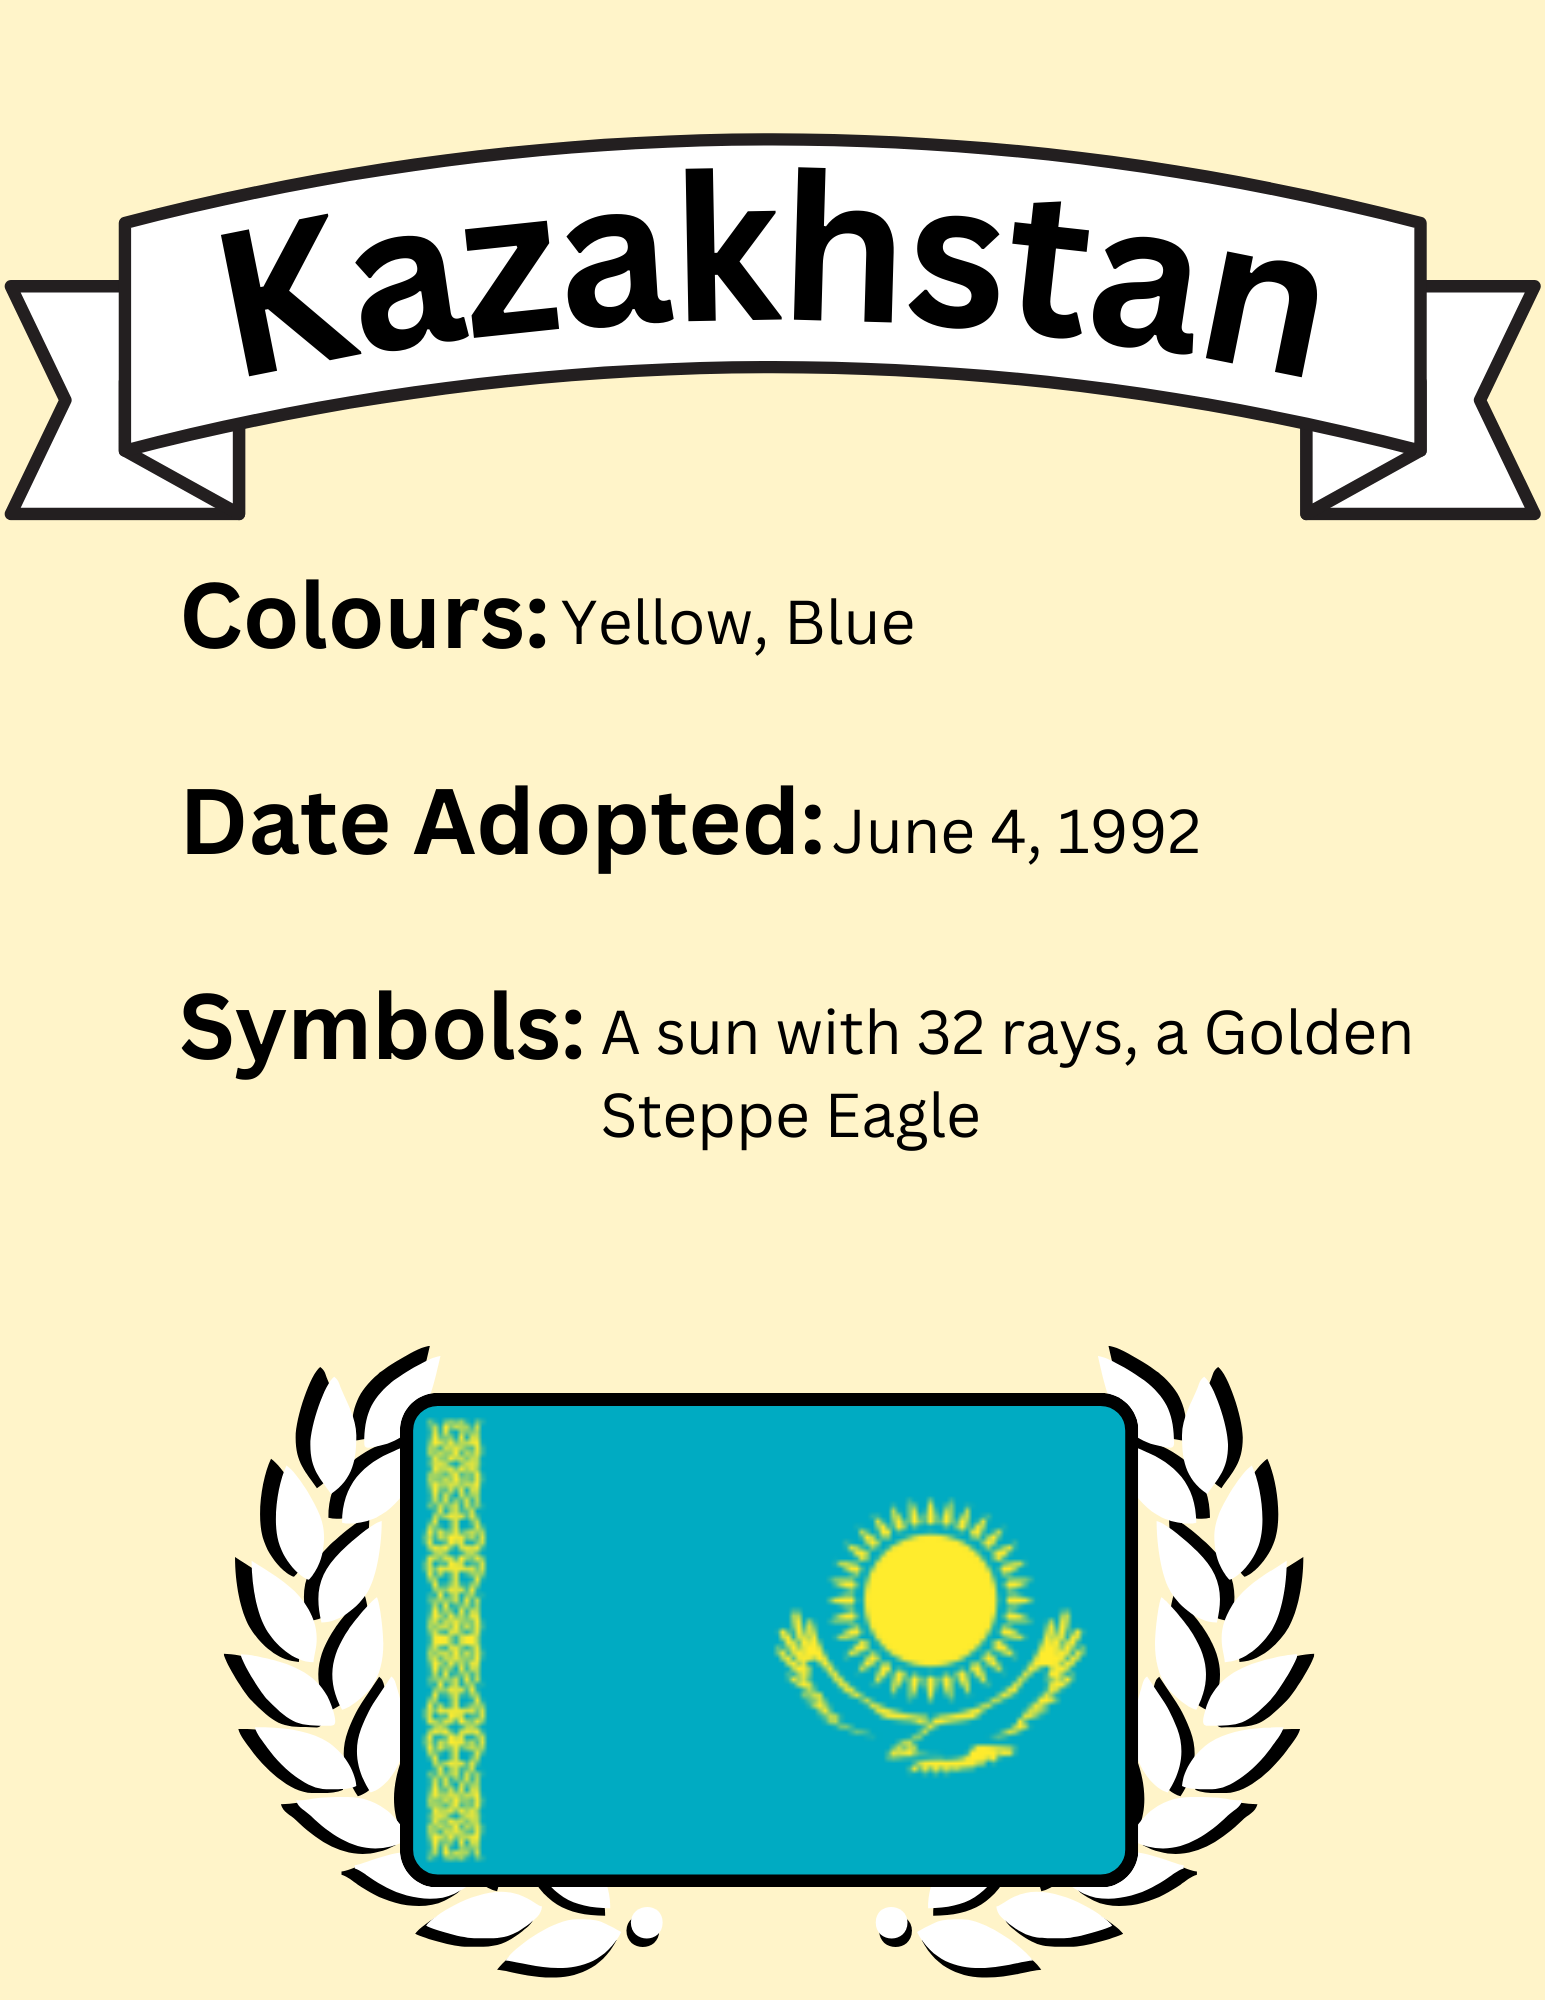 Kazakhstan
Colours: Yellow, Blue
Date Adopted: June 4, 1992
Symbols: A sun with 32 rays, a Golden
Steppe Eagle